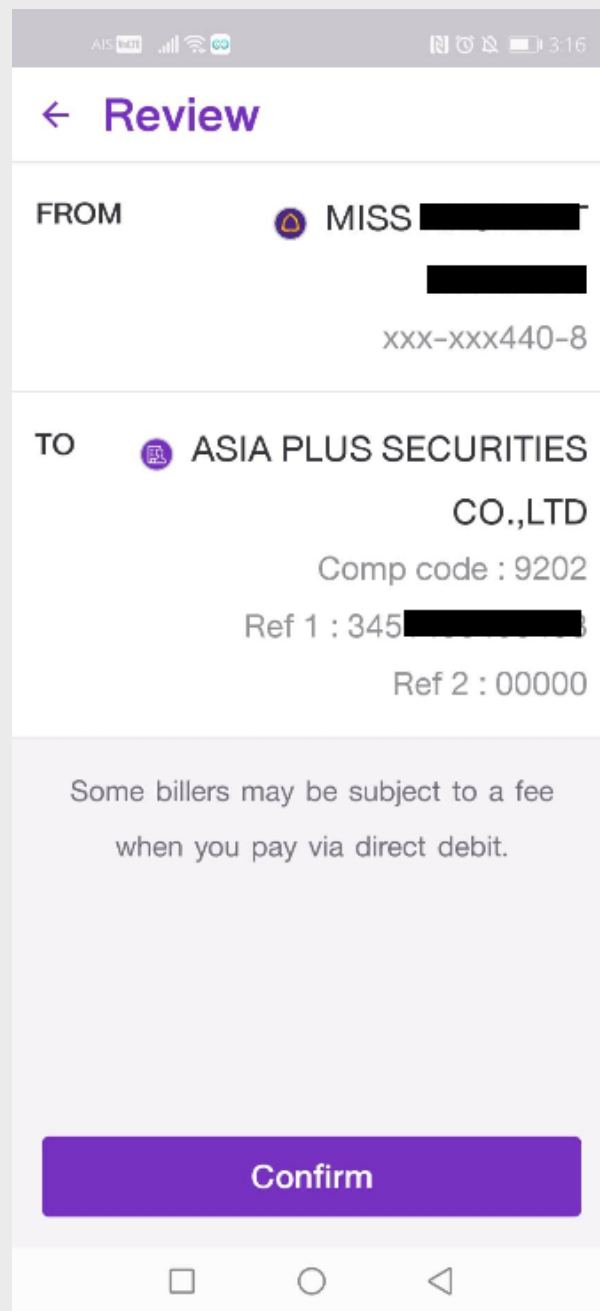 AIS VoLTE 3:16
Review
FROM MISS
xxx-xxx440-8
TO ASIA PLUS SECURITIES
CO.,LTD
Comp code : 9202
Ref 1 : 345
Ref 2 : 00000
Some billers may be subject to a fee
when you pay via direct debit.
Confirm